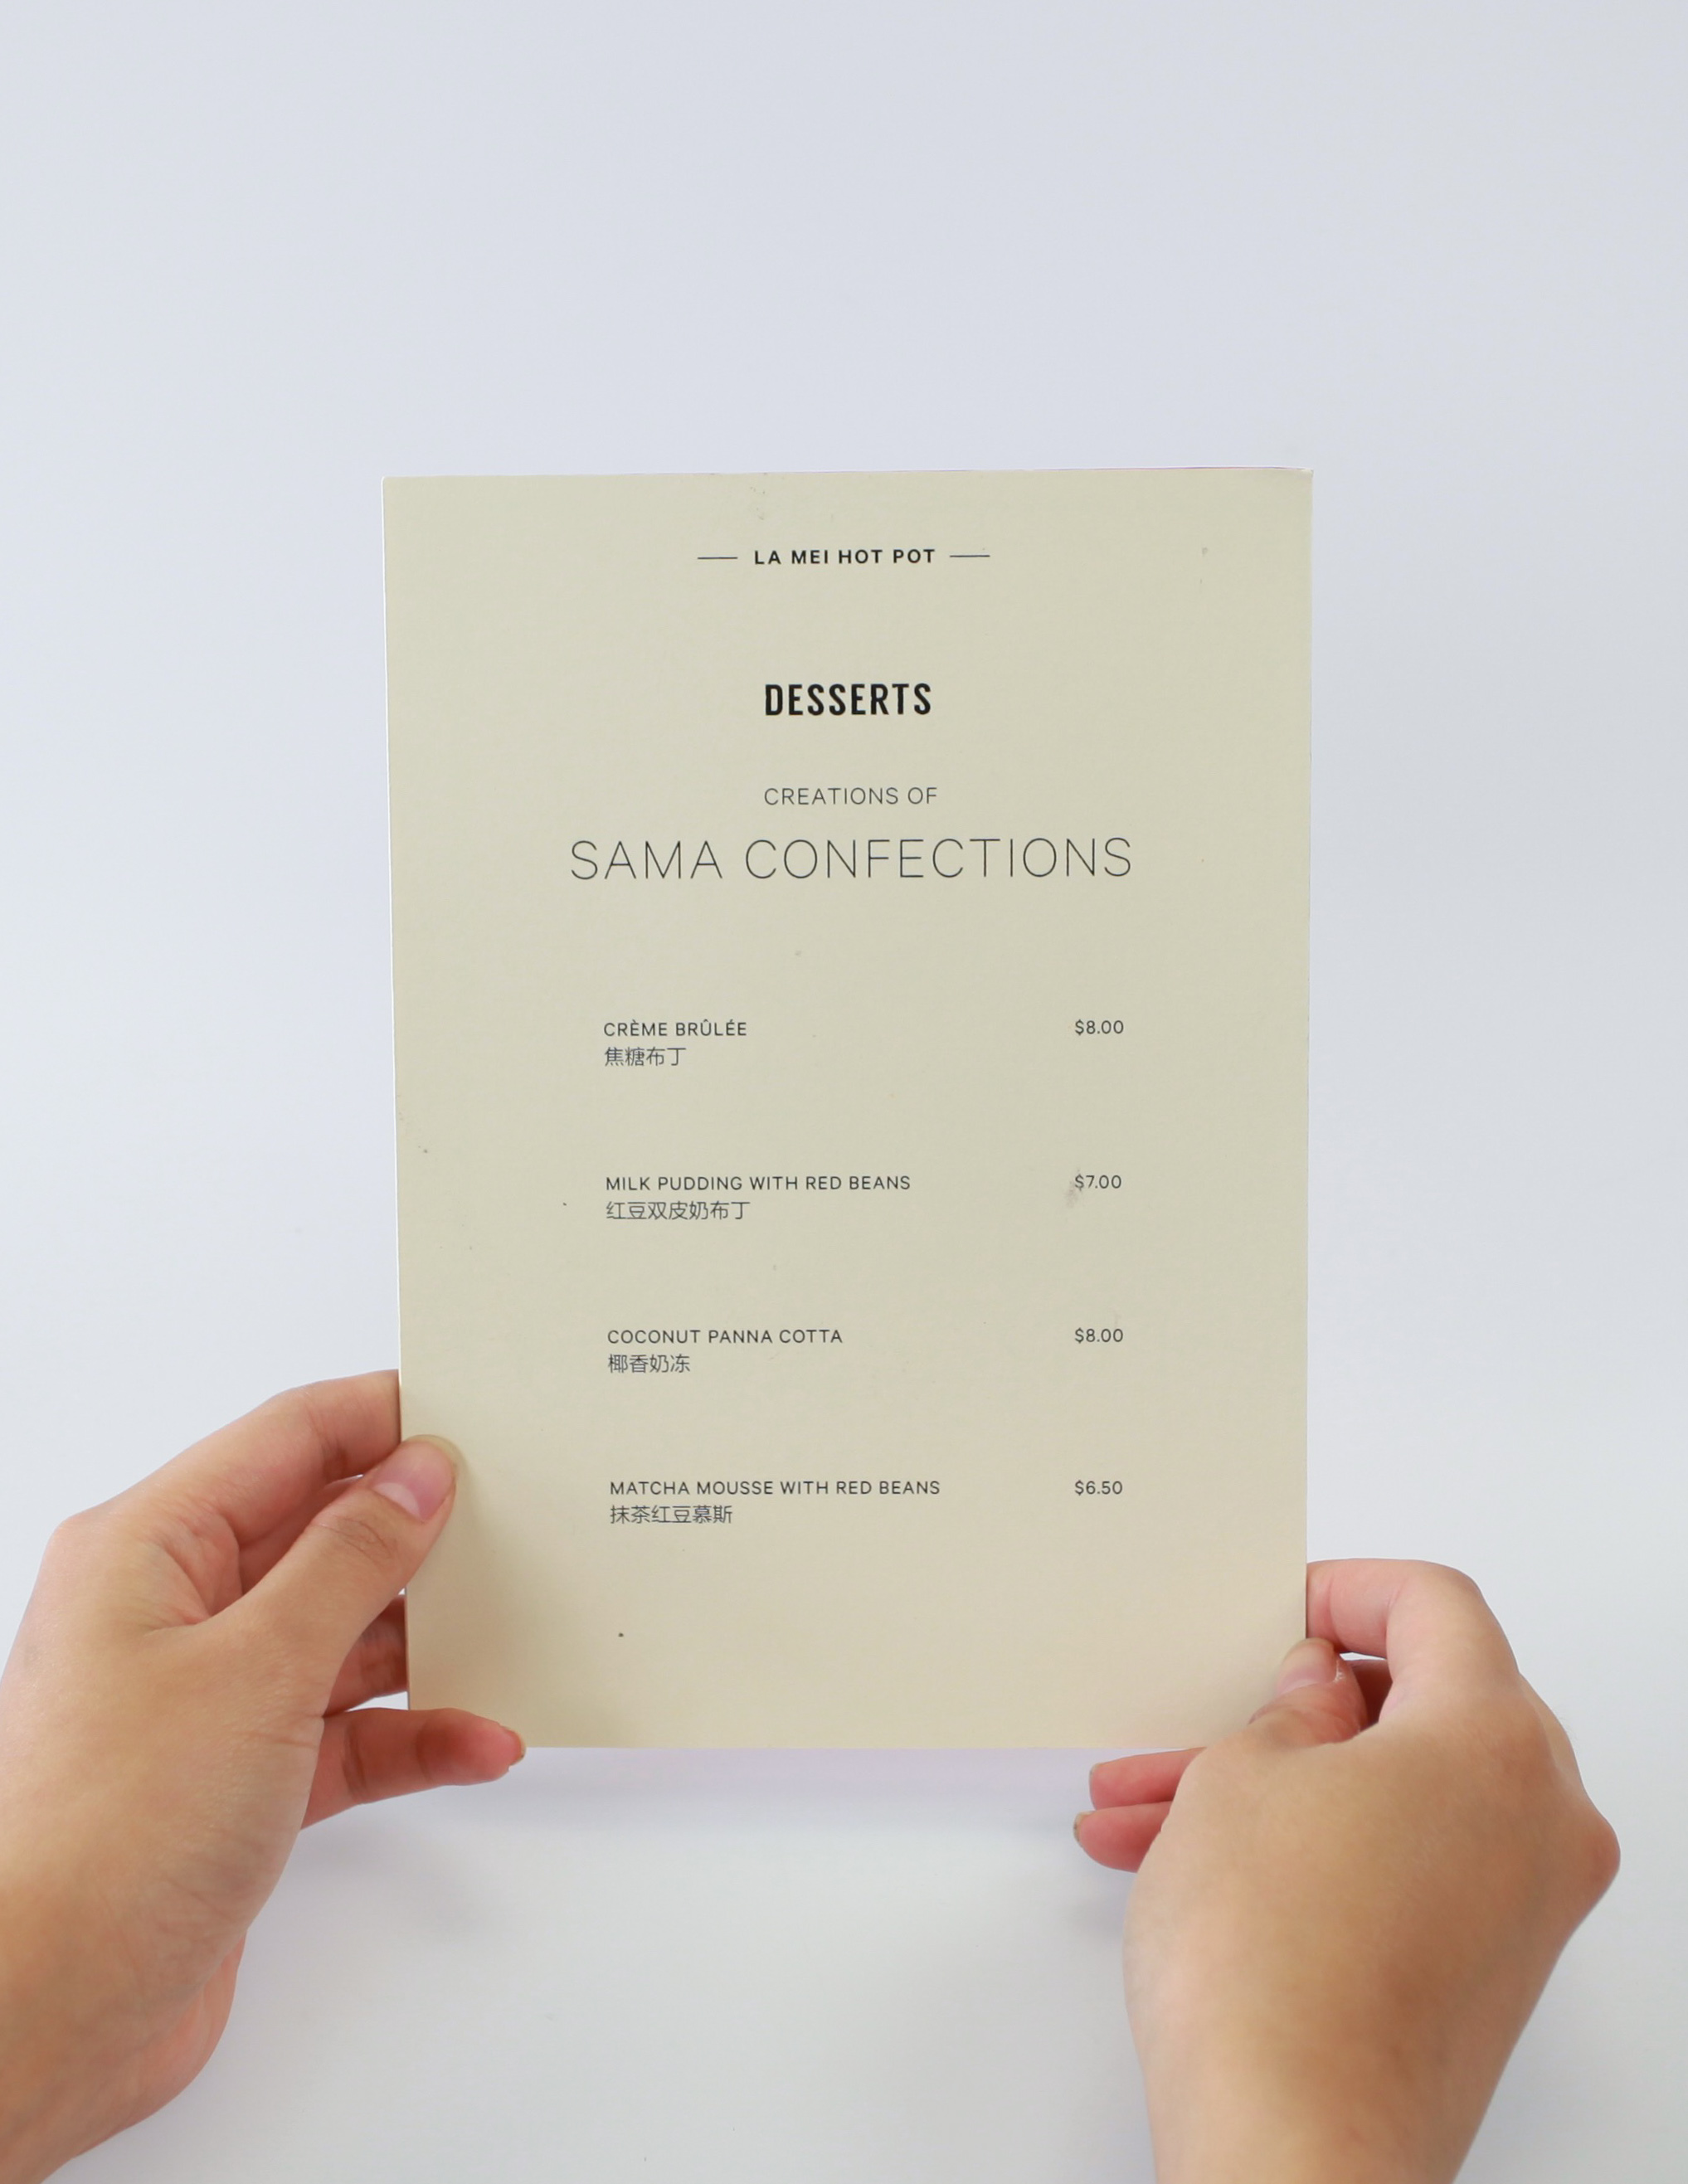 LA MEI HOT POT
DESSERTS
CREATIONS OF
SAMA CONFECTIONS
CRÈME BRÛLÉE $8.00
焦糖布丁
MILK PUDDING WITH RED BEANS $7.00
红豆双皮奶布丁
COCONUT PANNA COTTA $8.00
椰香奶冻
MATCHA MOUSSE WITH RED BEANS $6.50
抹茶红豆慕斯